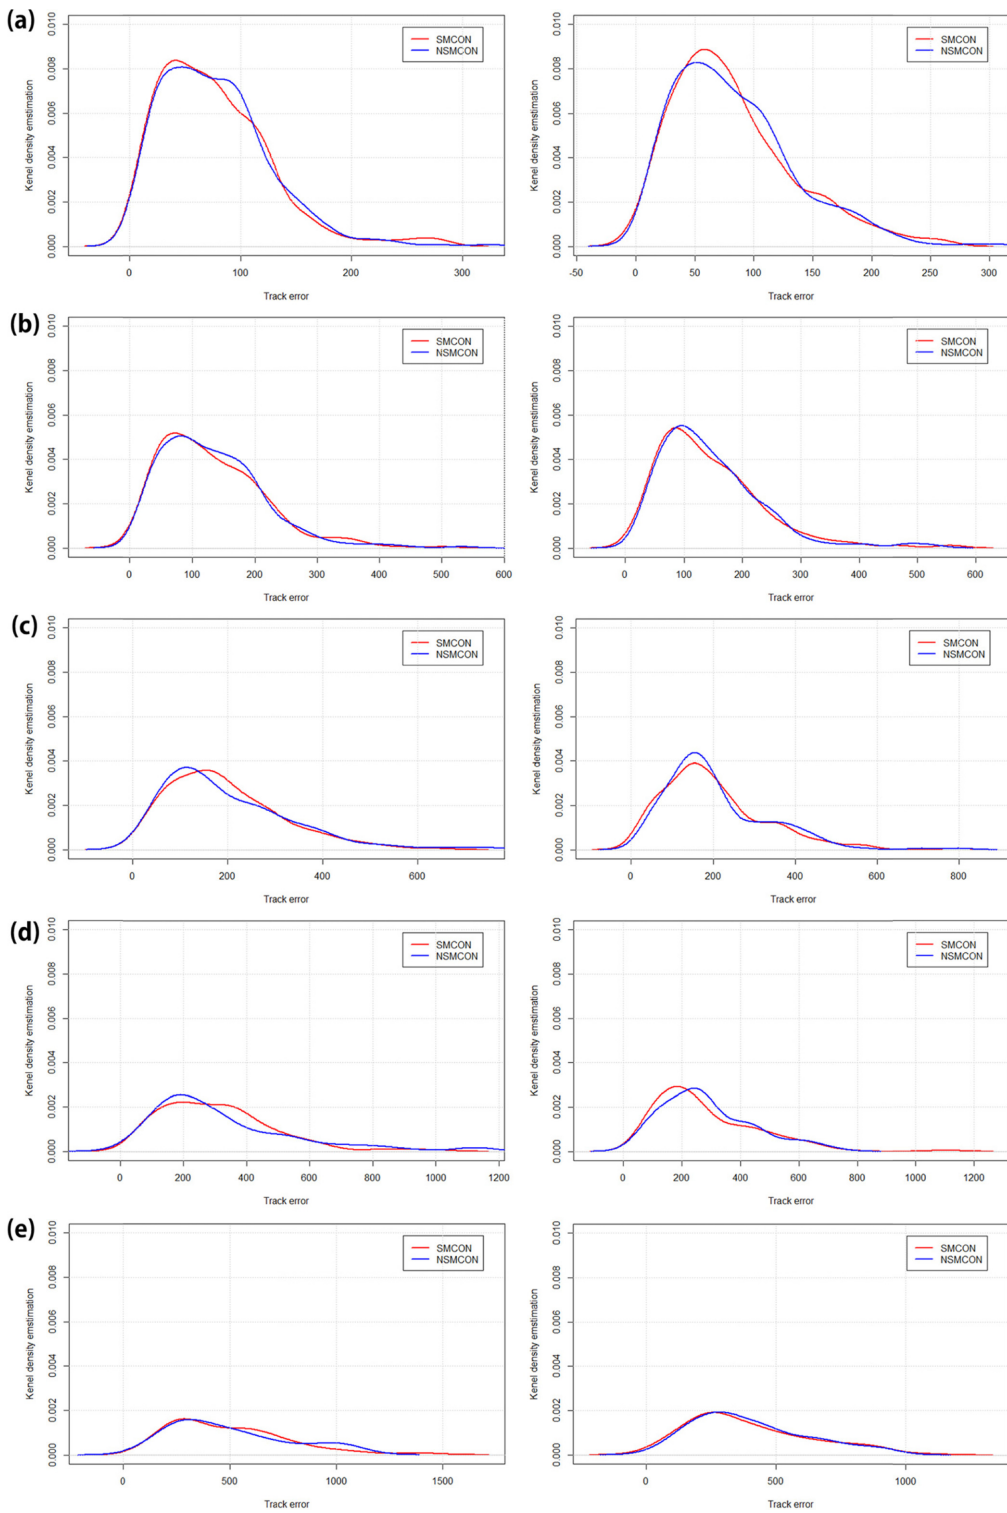 (a)
Kenel density emstimation
0.000 0.002 0.004 0.006 0.008 0.010
SMCON
NSMCON
0 100 200 300
Track error
Kenel density emstimation
0.000 0.002 0.004 0.006 0.008 0.010
SMCON
NSMCON
-50 0 50 100 150 200 250 300
Track error
(b)
Kenel density emstimation
0.000 0.002 0.004 0.006 0.008 0.010
SMCON
NSMCON
0 100 200 300 400 500 600
Track error
Kenel density emstimation
0.000 0.002 0.004 0.006 0.008 0.010
SMCON
NSMCON
0 100 200 300 400 500 600
Track error
(c)
Kenel density emstimation
0.000 0.002 0.004 0.006 0.008 0.010
SMCON
NSMCON
0 200 400 600
Track error
Kenel density emstimation
0.000 0.002 0.004 0.006 0.008 0.010
SMCON
NSMCON
0 200 400 600 800
Track error
(d)
Kenel density emstimation
0.000 0.002 0.004 0.006 0.008 0.010
SMCON
NSMCON
0 200 400 600 800 1000 1200
Track error
Kenel density emstimation
0.000 0.002 0.004 0.006 0.008 0.010
SMCON
NSMCON
0 200 400 600 800 1000 1200
Track error
(e)
Kenel density emstimation
0.000 0.002 0.004 0.006 0.008 0.010
SMCON
NSMCON
0 500 1000 1500
Track error
Kenel density emstimation
0.000 0.002 0.004 0.006 0.008 0.010
SMCON
NSMCON
0 500 1000
Track error